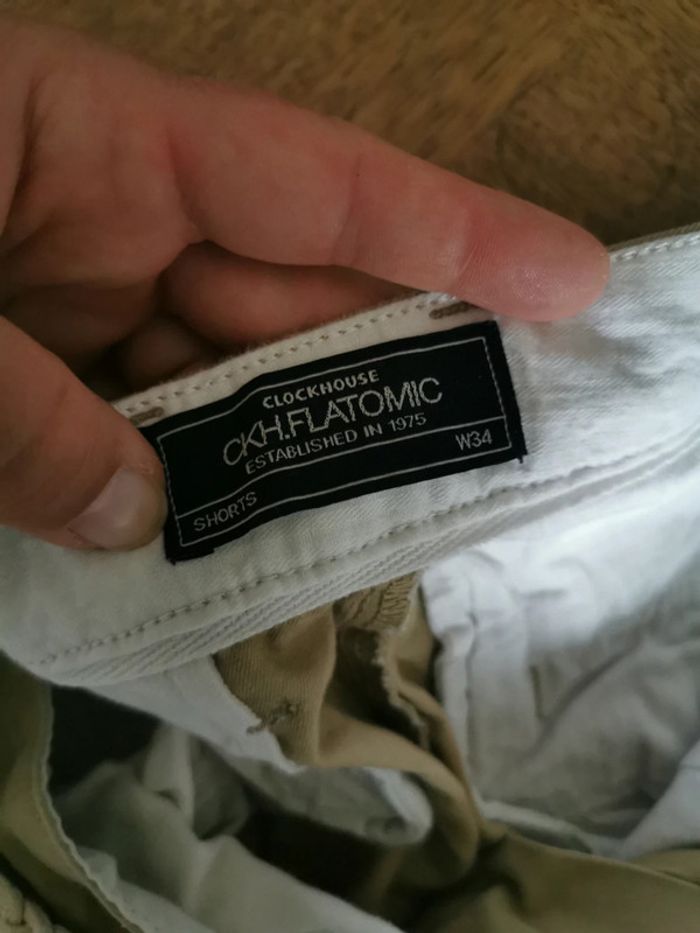 CLOCKHOUSE
CKH.FLATOMIC
ESTABLISHED IN 1975
W34
SHORTS